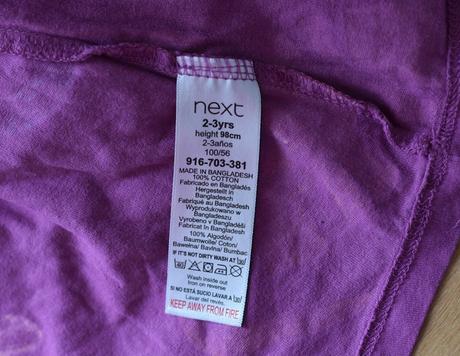 next
2-3yrs
height 98cm
2-3años
100/56
916-703-381
MADE IN BANGLADESH
100% COTTON
Fabricado en Bangladés
Hergestellt in
Bangladesch
Fabriqué au Bangladesh
Wyprodukowano w
Bangladeszu
Vyrobeno v Bangladéši
Fabricat în Bangladesh
100% Algodón/
Baumwolle/ Coton/
Bawełna/ Bavlna/ Bumbac
IF IT'S NOT DIRTY WASH AT 30
Wash inside out
Iron on reverse
SI NO ESTÁ SUCIO LAVAR A 30
Lavar del revés.
KEEP AWAY FROM FIRE